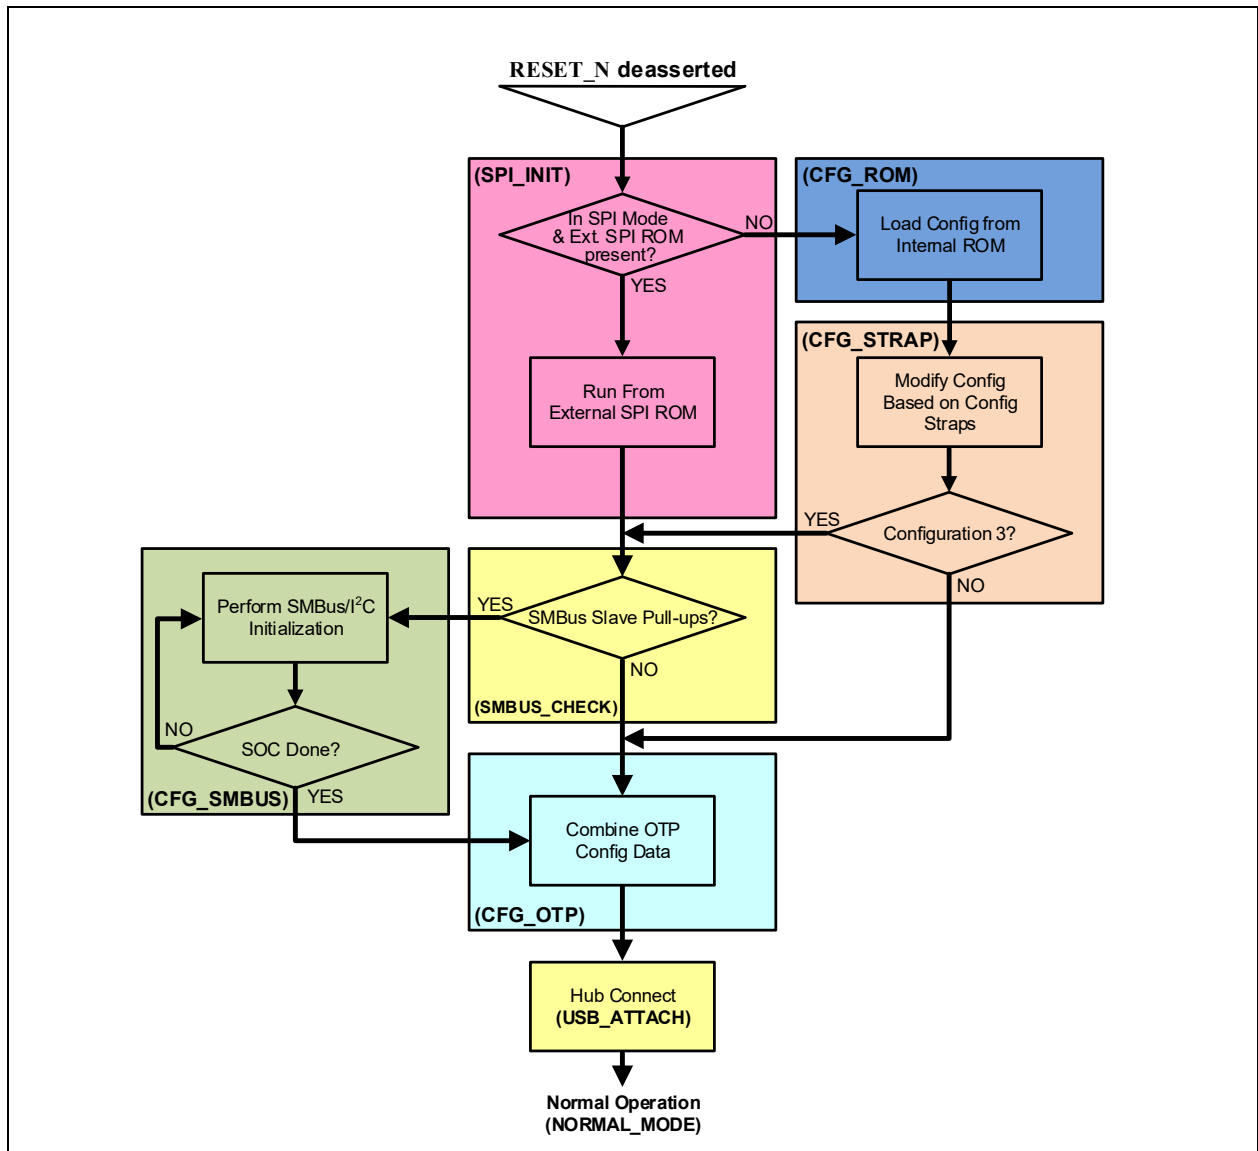 RESET_N deasserted
(SPI_INIT)
In SPI Mode
& Ext. SPI ROM
present?
NO
YES
Run From
External SPI ROM
(CFG_ROM)
Load Config from
Internal ROM
(CFG_STRAP)
Modify Config
Based on Config
Straps
Configuration 3?
YES
NO
SMBus Slave Pull-ups?
YES
NO
(SMBUS_CHECK)
Perform SMBus/I²C
Initialization
SOC Done?
NO
YES
(CFG_SMBUS)
Combine OTP
Config Data
(CFG_OTP)
Hub Connect
(USB_ATTACH)
Normal Operation
(NORMAL_MODE)